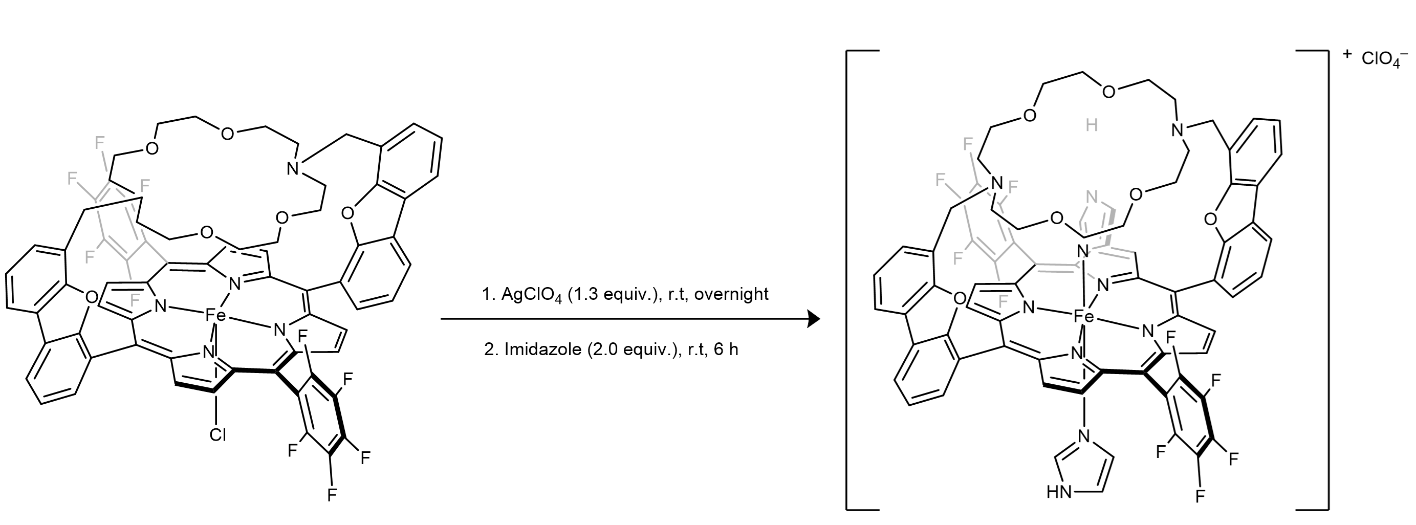 1. AgClO4 (1.3 equiv.), r.t, overnight
2. Imidazole (2.0 equiv.), r.t, 6 h
F
F
F
F
F
O
O
N
O
O
O
O
N
N
N
N
Fe
Cl
F
F
F
F
F
+ ClO4–
O
O
H
N
N
O
O
O
O
F
F
F
F
F
N
N
N
N
N
N
Fe
N
HN
F
F
F
F
F